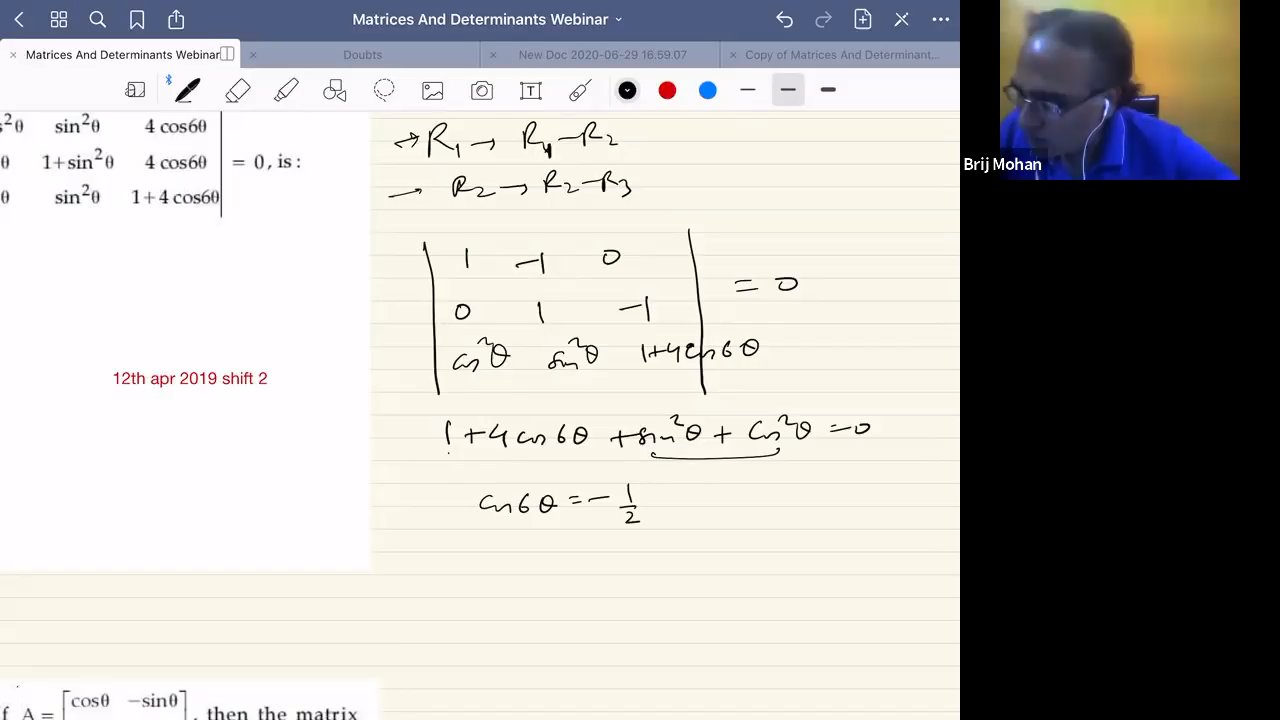 Matrices And Determinants Webinar
Matrices And Determinants Webinar
Doubts
New Doc 2020-06-29 16.59.07
Copy of Matrices And Determinant...
T
s²θ sin²θ 4 cos6θ
θ 1+sin²θ 4 cos6θ = 0, is :
θ sin²θ 1+4 cos6θ
12th apr 2019 shift 2
→ R₁ → R₁ – R₂
→ R₂ → R₂ – R₃
1 –1 0
0 1 –1 = 0
cos²θ sin²θ 1+4cos6θ
1+4cos6θ + sin²θ + cos²θ = 0
cos6θ = – 1/2
f A = [cosθ –sinθ], then the matrix
Brij Mohan